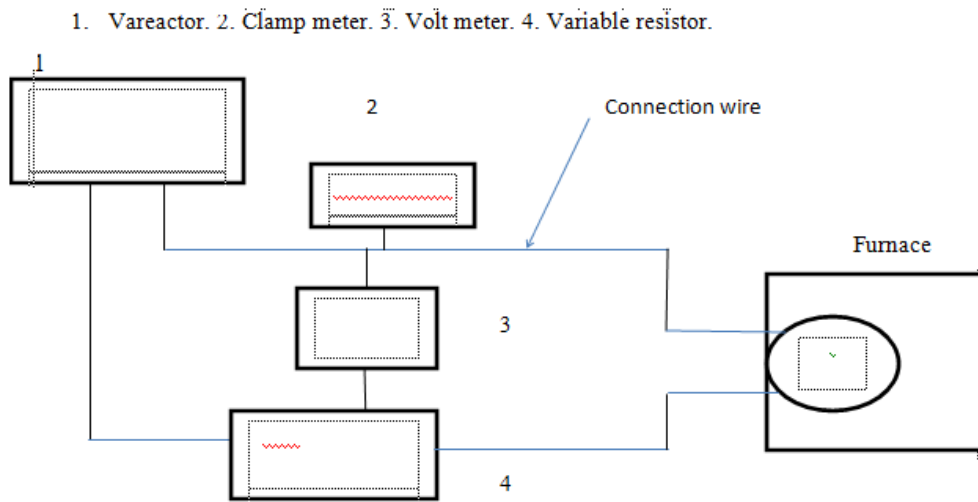 1. Vareactor. 2. Clamp meter. 3. Volt meter. 4. Variable resistor.
1
2
Connection wire
Furnace
3
4